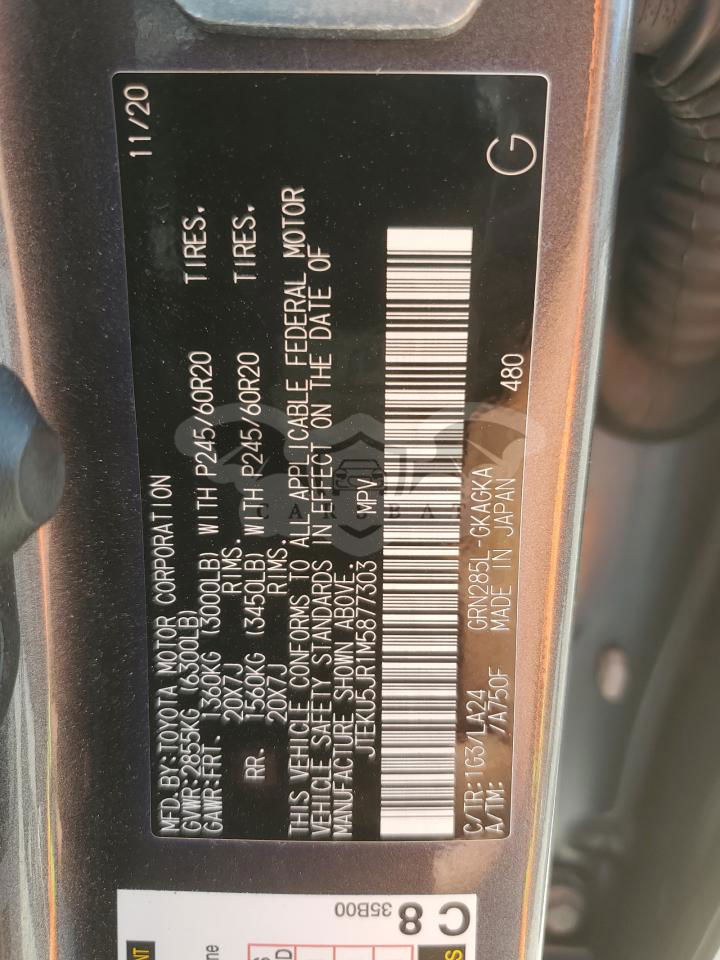 MFD. BY: TOYOTA MOTOR CORPORATION 11/20
GVWR: 2855KG (6300LB)
GAWR: FRT. 1360KG (3000LB) WITH P245/60R20 TIRES.
20X7J RIMS.
RR. 1560KG (3450LB) WITH P245/60R20 TIRES.
20X7J RIMS.
THIS VEHICLE CONFORMS TO ALL APPLICABLE FEDERAL MOTOR
VEHICLE SAFETY STANDARDS IN EFFECT ON THE DATE OF
MANUFACTURE SHOWN ABOVE.
JTEKU5JR1M5877303 MPV
C/TR: 1G3/LA24 GRN285L-GKAGKA 480
A/TM: /A750F MADE IN JAPAN G
C 8
35B00